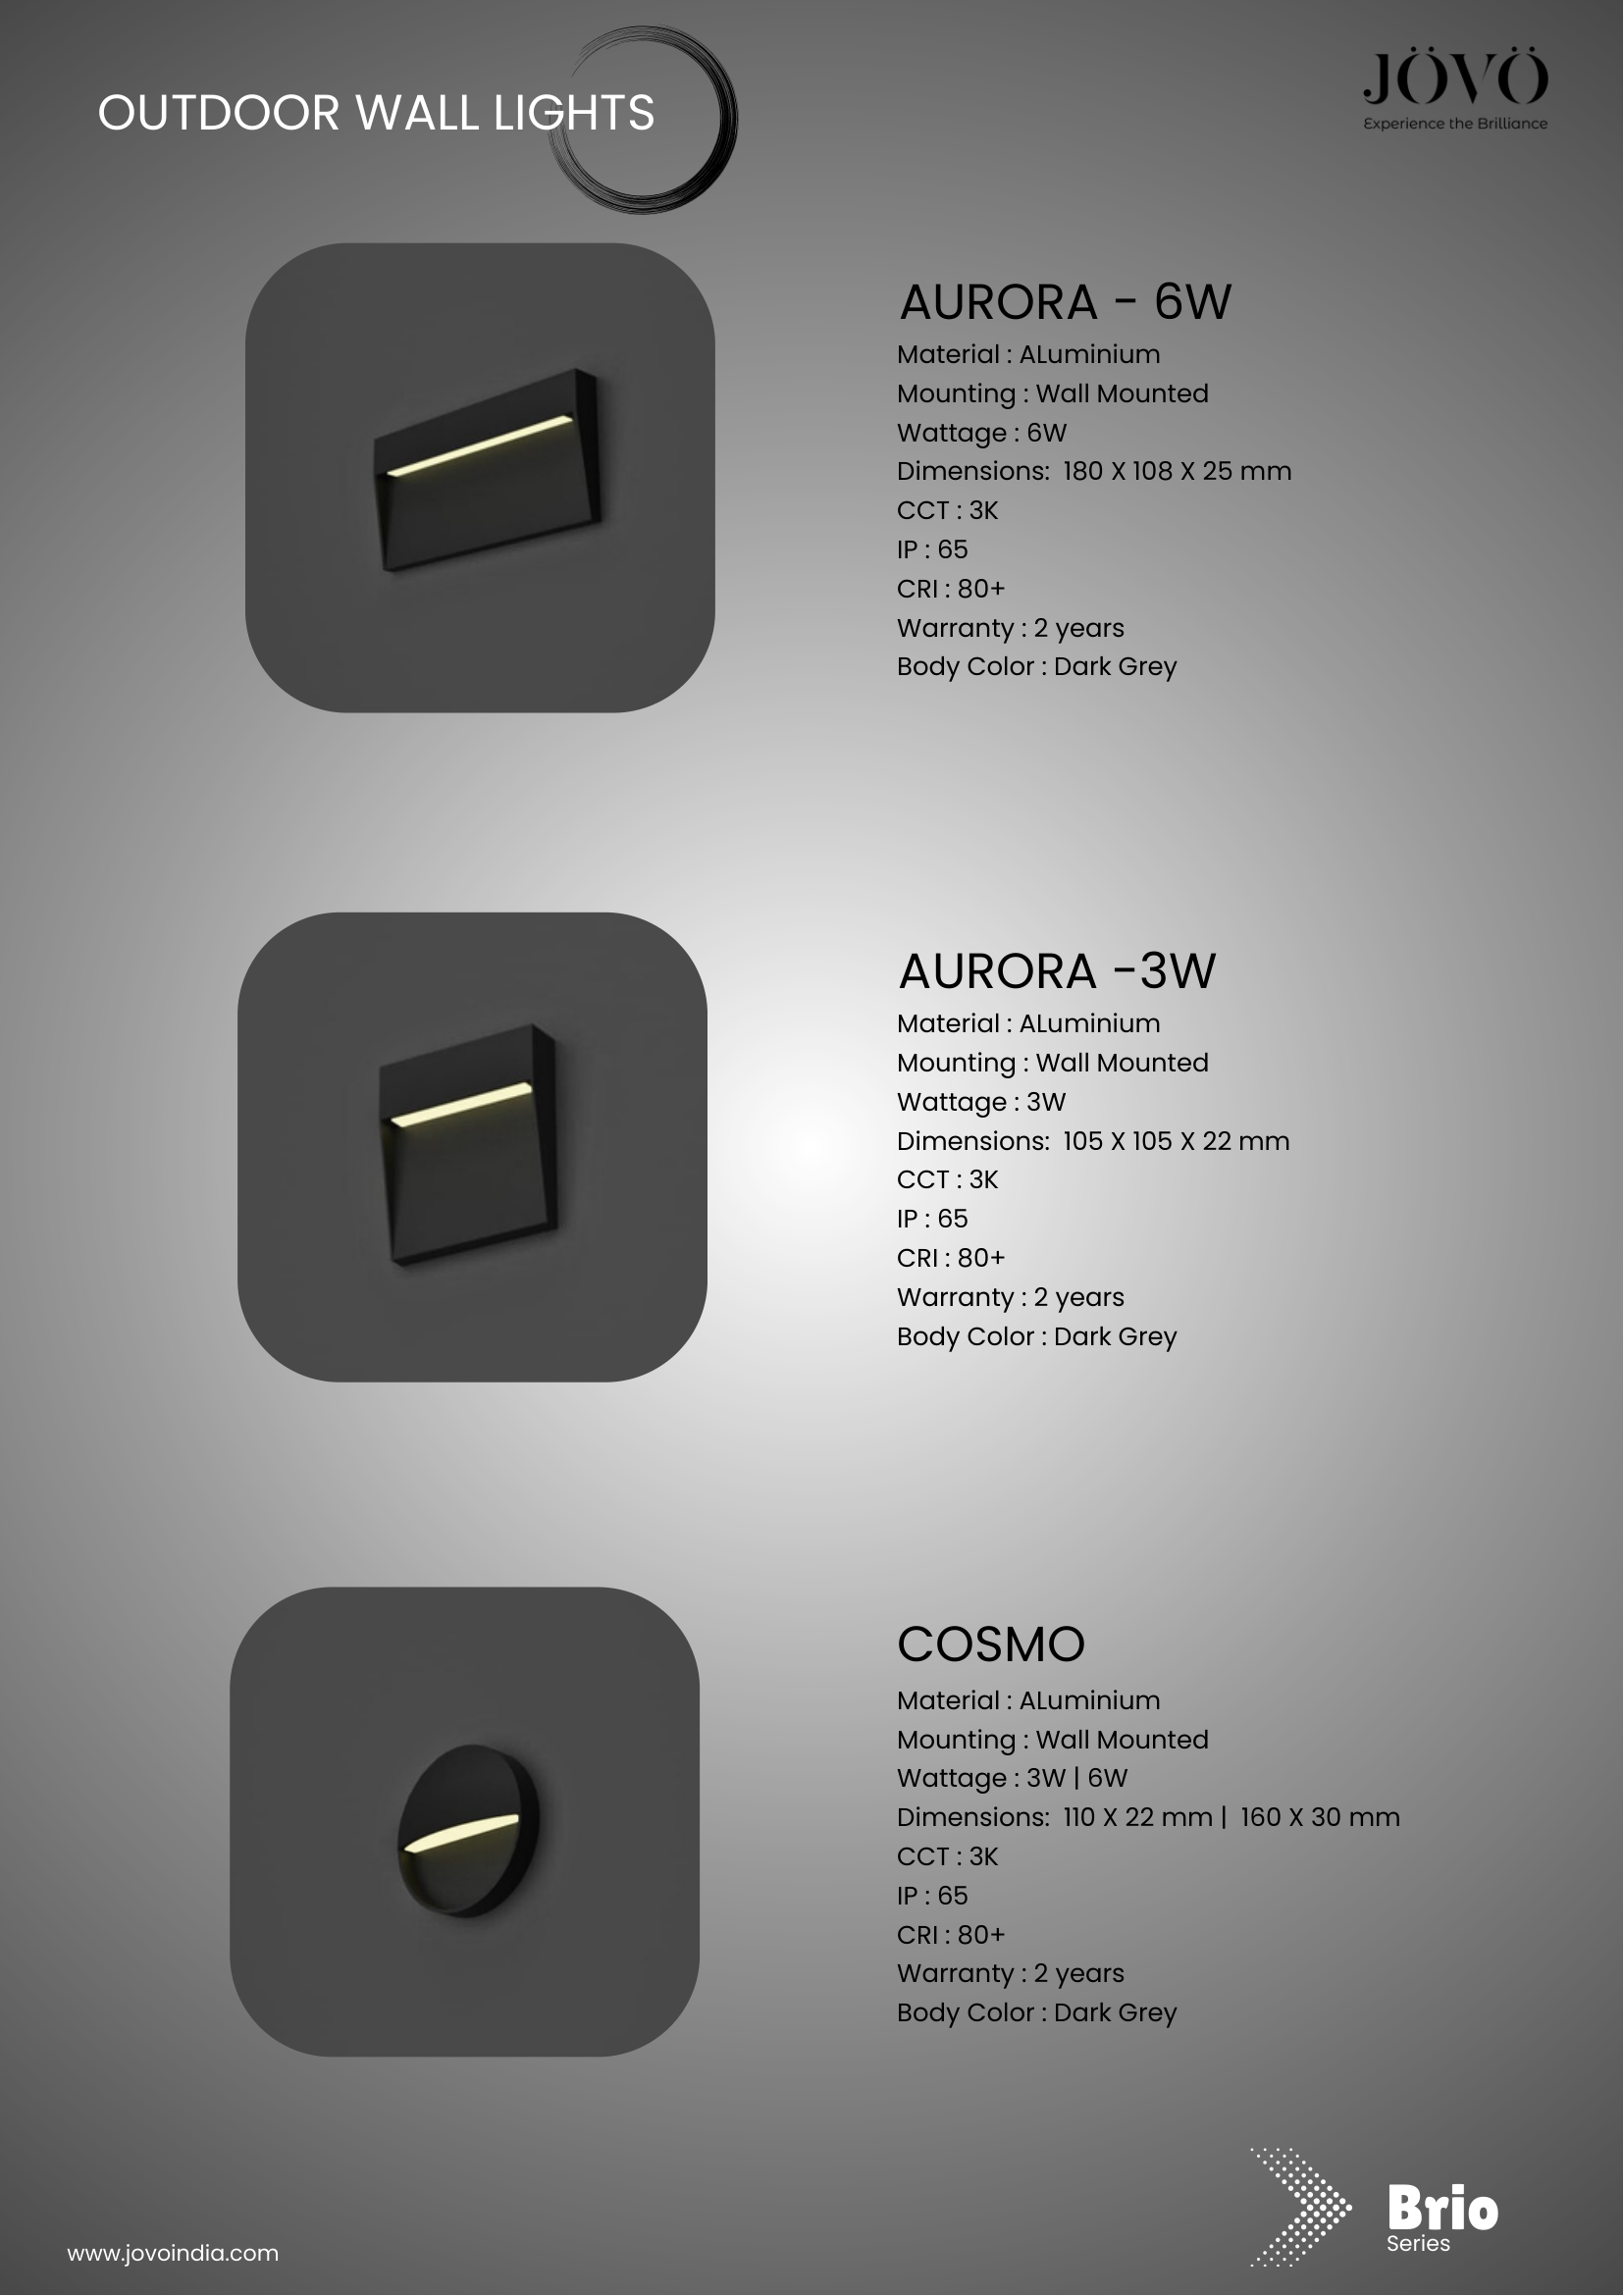 OUTDOOR WALL LIGHTS
JÖVÖ
Experience the Brilliance
AURORA - 6W
Material : ALuminium
Mounting : Wall Mounted
Wattage : 6W
Dimensions:  180 X 108 X 25 mm
CCT : 3K
IP : 65
CRI : 80+
Warranty : 2 years
Body Color : Dark Grey
AURORA -3W
Material : ALuminium
Mounting : Wall Mounted
Wattage : 3W
Dimensions:  105 X 105 X 22 mm
CCT : 3K
IP : 65
CRI : 80+
Warranty : 2 years
Body Color : Dark Grey
COSMO
Material : ALuminium
Mounting : Wall Mounted
Wattage : 3W | 6W
Dimensions:  110 X 22 mm |  160 X 30 mm
CCT : 3K
IP : 65
CRI : 80+
Warranty : 2 years
Body Color : Dark Grey
Brio
Series
www.jovoindia.com